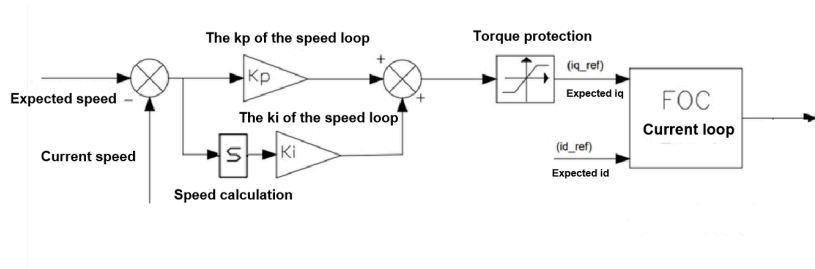 The kp of the speed loop
Torque protection
+
(iq_ref)
Kp
Expected iq
FOC
Expected speed
−
+
The ki of the speed loop
Current loop
Current speed
S
Ki
(id_ref)
Expected id
Speed calculation